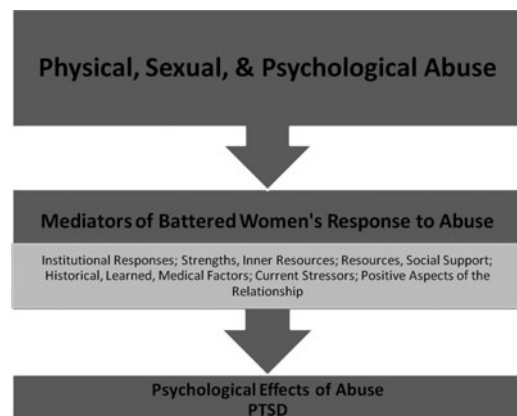 Physical, Sexual, & Psychological Abuse
Mediators of Battered Women's Response to Abuse
Institutional Responses; Strengths, Inner Resources; Resources, Social Support;
Historical, Learned, Medical Factors; Current Stressors; Positive Aspects of the
Relationship
Psychological Effects of Abuse
PTSD